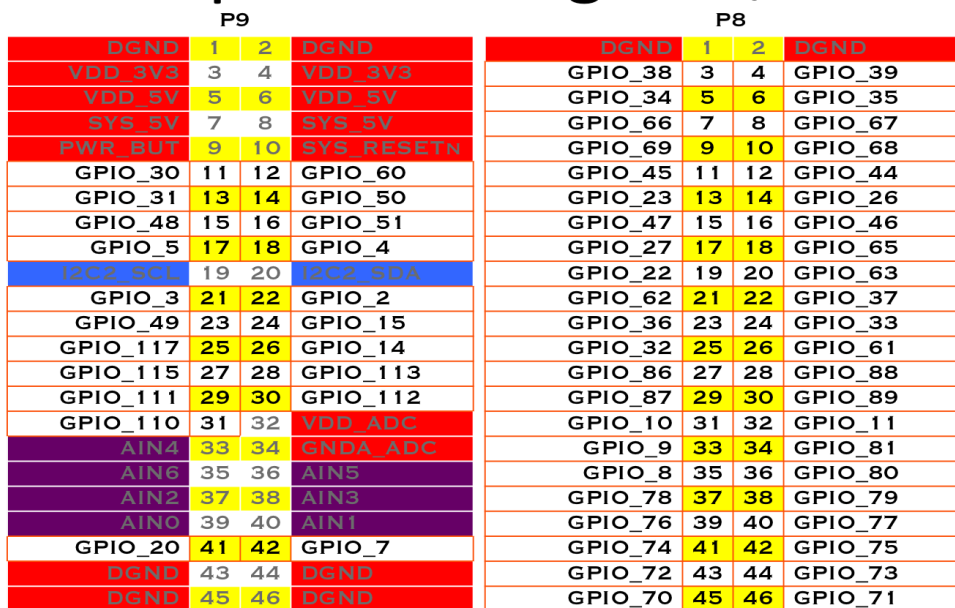 P9 P8
DGND 1 2 DGND DGND 1 2 DGND
VDD_3V3 3 4 VDD_3V3 GPIO_38 3 4 GPIO_39
VDD_5V 5 6 VDD_5V GPIO_34 5 6 GPIO_35
SYS_5V 7 8 SYS_5V GPIO_66 7 8 GPIO_67
PWR_BUT 9 10 SYS_RESETN GPIO_69 9 10 GPIO_68
GPIO_30 11 12 GPIO_60 GPIO_45 11 12 GPIO_44
GPIO_31 13 14 GPIO_50 GPIO_23 13 14 GPIO_26
GPIO_48 15 16 GPIO_51 GPIO_47 15 16 GPIO_46
GPIO_5 17 18 GPIO_4 GPIO_27 17 18 GPIO_65
I2C2_SCL 19 20 I2C2_SDA GPIO_22 19 20 GPIO_63
GPIO_3 21 22 GPIO_2 GPIO_62 21 22 GPIO_37
GPIO_49 23 24 GPIO_15 GPIO_36 23 24 GPIO_33
GPIO_117 25 26 GPIO_14 GPIO_32 25 26 GPIO_61
GPIO_115 27 28 GPIO_113 GPIO_86 27 28 GPIO_88
GPIO_111 29 30 GPIO_112 GPIO_87 29 30 GPIO_89
GPIO_110 31 32 VDD_ADC GPIO_10 31 32 GPIO_11
AIN4 33 34 GNDA_ADC GPIO_9 33 34 GPIO_81
AIN6 35 36 AIN5 GPIO_8 35 36 GPIO_80
AIN2 37 38 AIN3 GPIO_78 37 38 GPIO_79
AIN0 39 40 AIN1 GPIO_76 39 40 GPIO_77
GPIO_20 41 42 GPIO_7 GPIO_74 41 42 GPIO_75
DGND 43 44 DGND GPIO_72 43 44 GPIO_73
DGND 45 46 DGND GPIO_70 45 46 GPIO_71